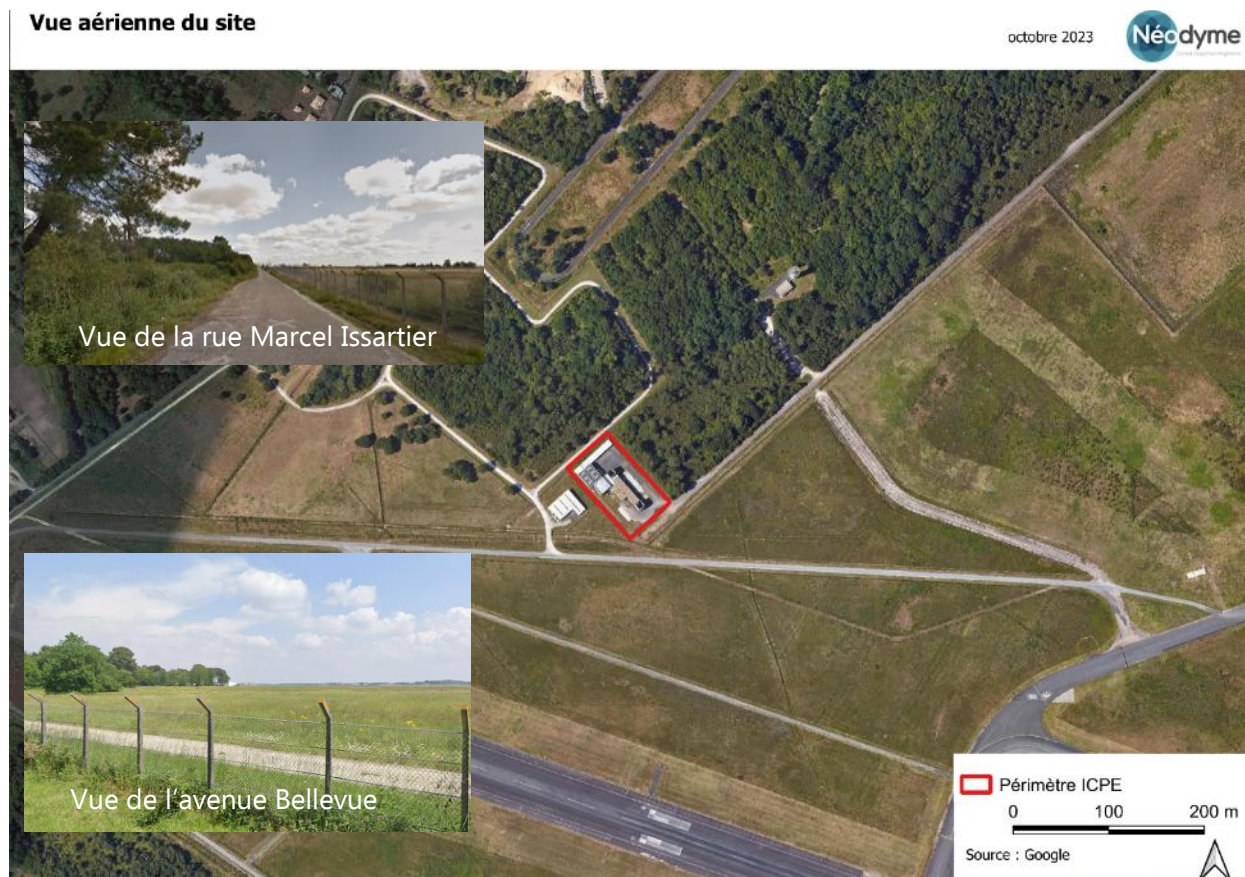 Vue aérienne du site
octobre 2023
Néodyme
Vue de la rue Marcel Issartier
Vue de l'avenue Bellevue
Périmètre ICPE
0 100 200 m
Source : Google